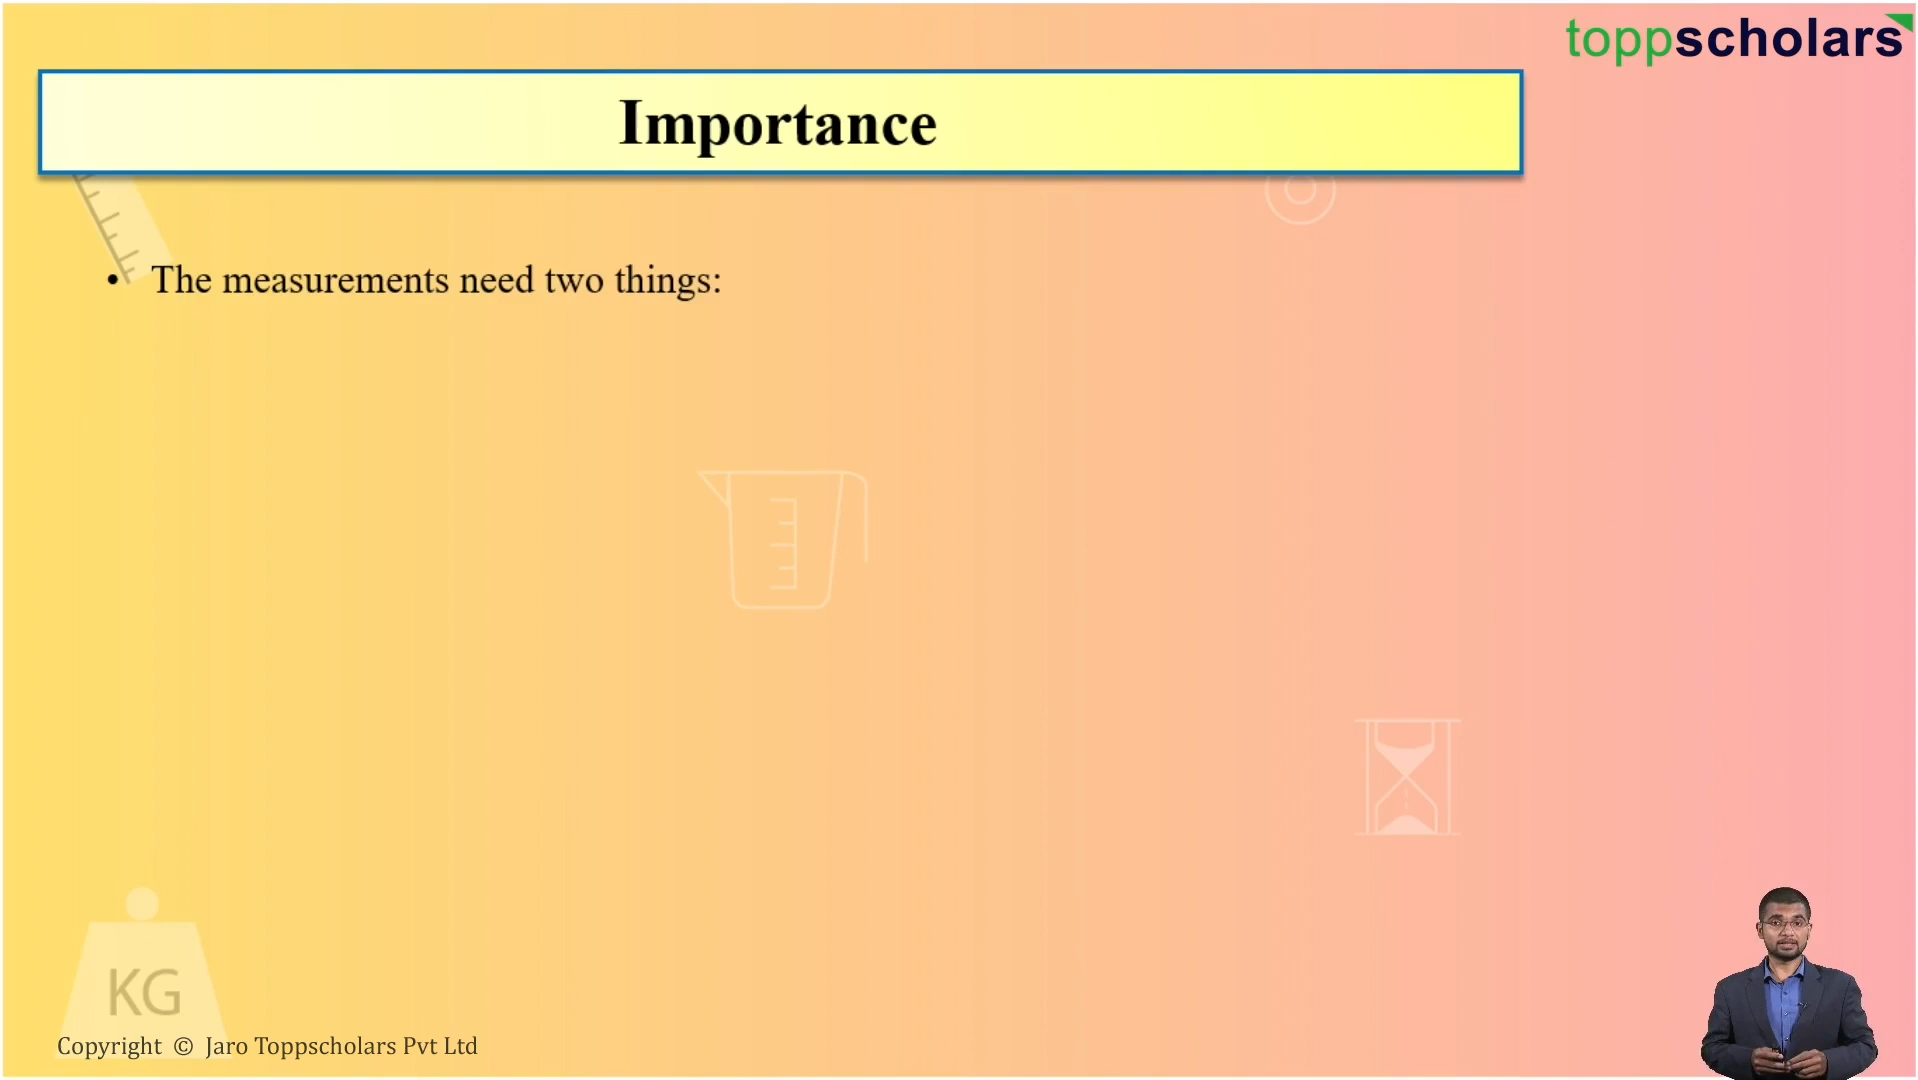 toppscholars
Importance
• The measurements need two things:
KG
Copyright © Jaro Toppscholars Pvt Ltd